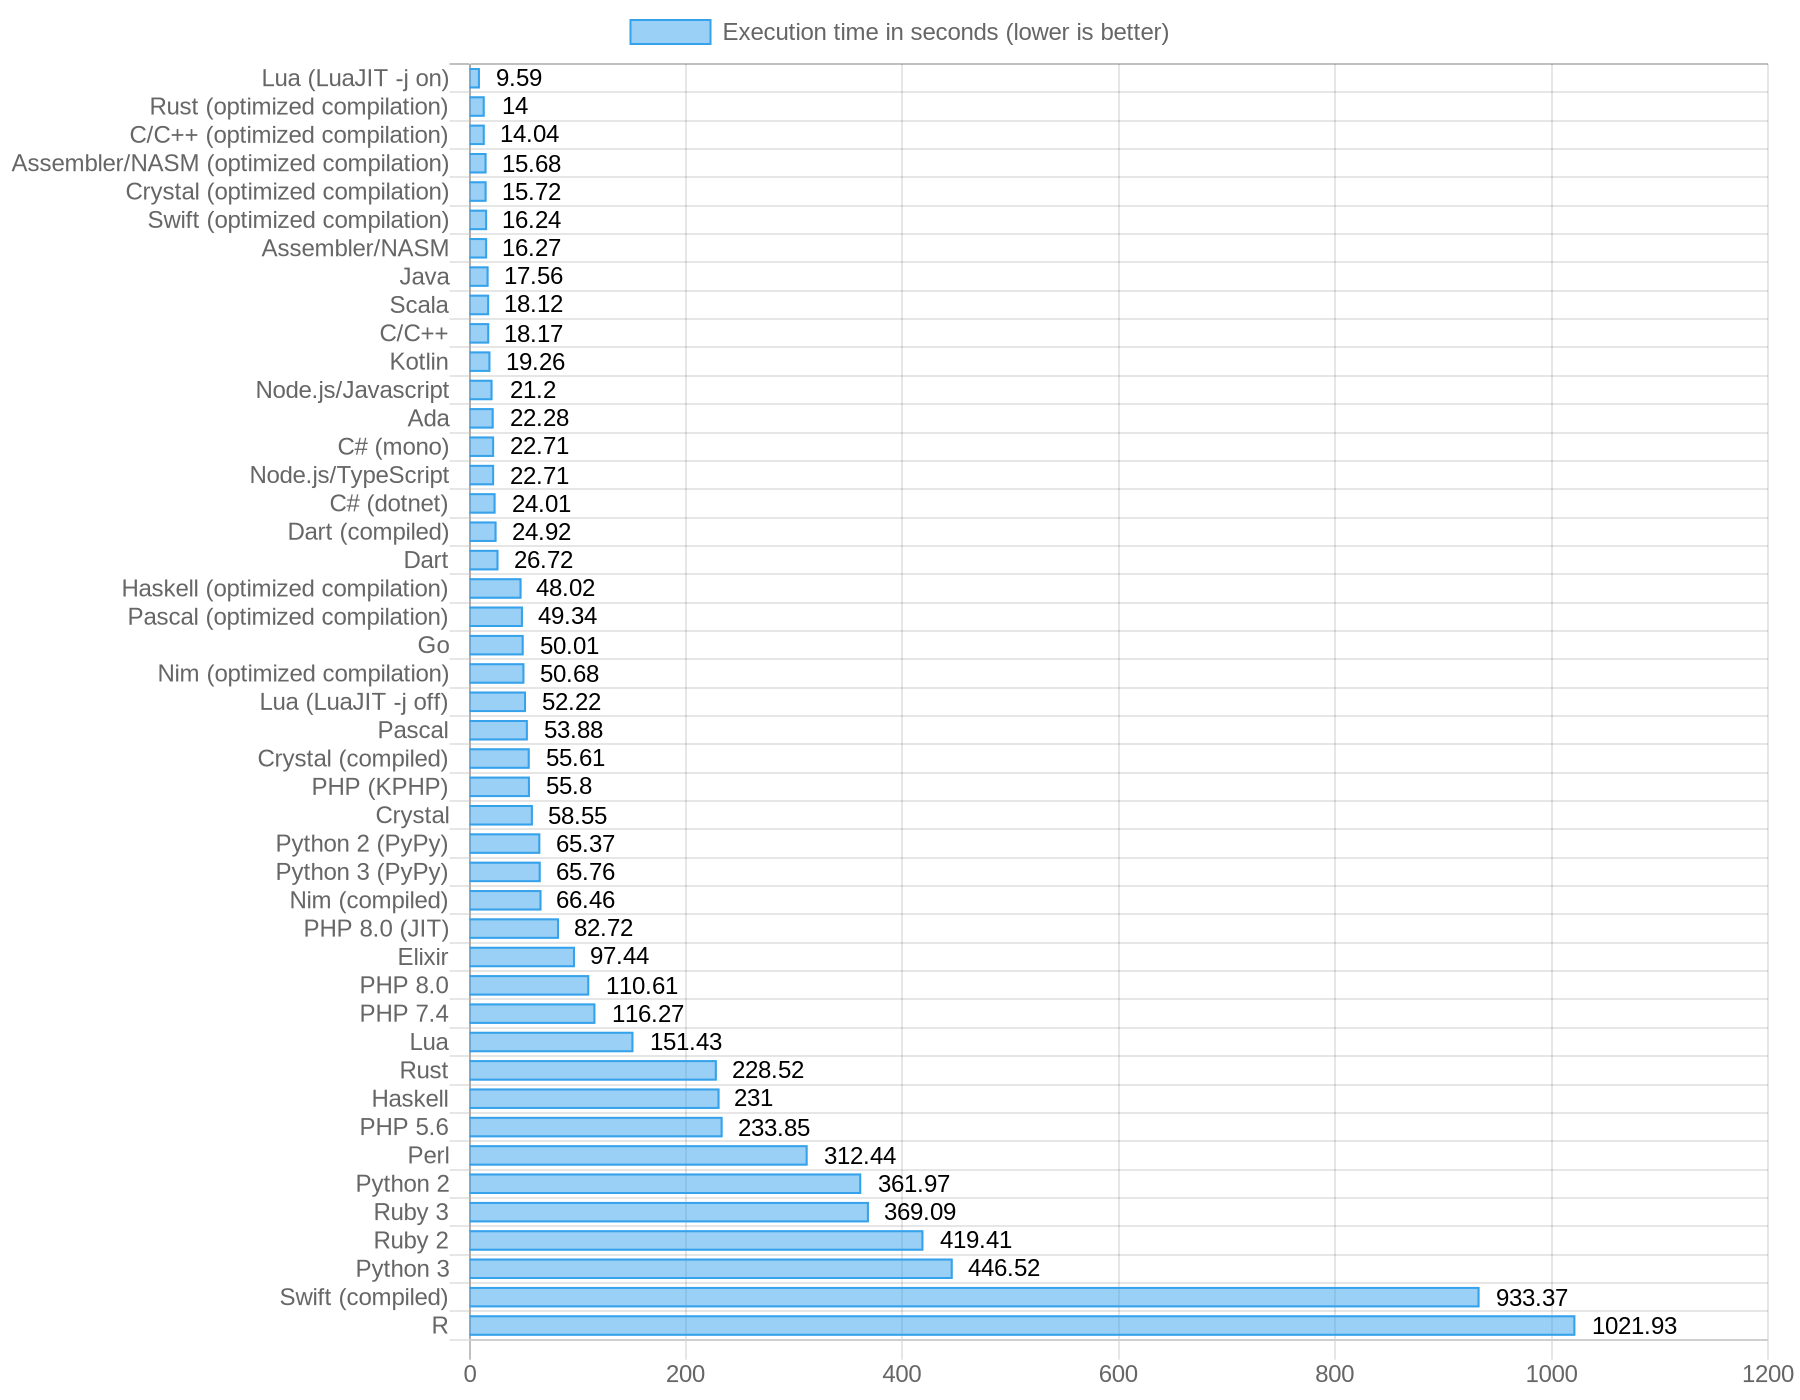 Execution time in seconds (lower is better)
Lua (LuaJIT -j on) 9.59
Rust (optimized compilation) 14
C/C++ (optimized compilation) 14.04
Assembler/NASM (optimized compilation) 15.68
Crystal (optimized compilation) 15.72
Swift (optimized compilation) 16.24
Assembler/NASM 16.27
Java 17.56
Scala 18.12
C/C++ 18.17
Kotlin 19.26
Node.js/Javascript 21.2
Ada 22.28
C# (mono) 22.71
Node.js/TypeScript 22.71
C# (dotnet) 24.01
Dart (compiled) 24.92
Dart 26.72
Haskell (optimized compilation) 48.02
Pascal (optimized compilation) 49.34
Go 50.01
Nim (optimized compilation) 50.68
Lua (LuaJIT -j off) 52.22
Pascal 53.88
Crystal (compiled) 55.61
PHP (KPHP) 55.8
Crystal 58.55
Python 2 (PyPy) 65.37
Python 3 (PyPy) 65.76
Nim (compiled) 66.46
PHP 8.0 (JIT) 82.72
Elixir 97.44
PHP 8.0 110.61
PHP 7.4 116.27
Lua 151.43
Rust 228.52
Haskell 231
PHP 5.6 233.85
Perl 312.44
Python 2 361.97
Ruby 3 369.09
Ruby 2 419.41
Python 3 446.52
Swift (compiled) 933.37
R 1021.93
0 200 400 600 800 1000 1200